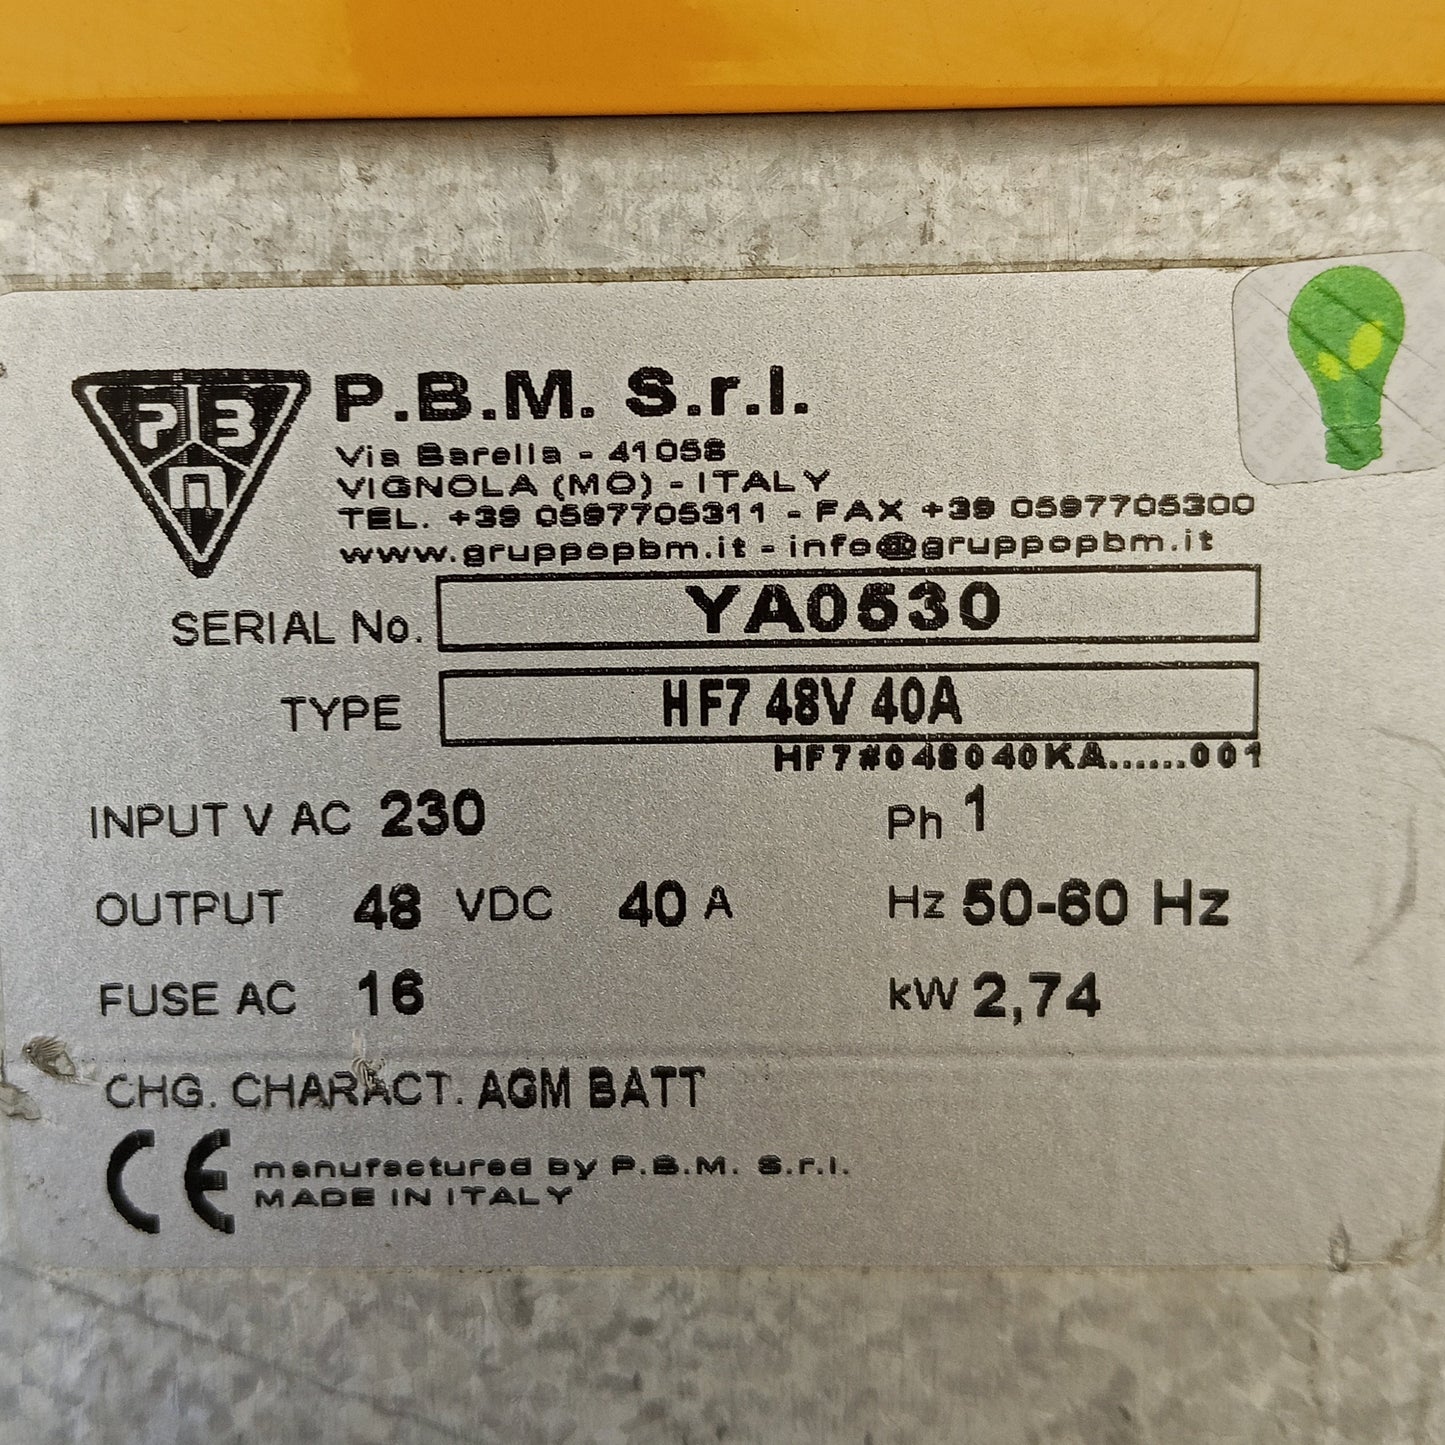 P B M
P.B.M. S.r.l.
Via Barella - 41058
VIGNOLA (MO) - ITALY
TEL. +39 0597705311 - FAX +39 0597705300
www.gruppopbm.it - info@gruppopbm.it
SERIAL No. YA0530
TYPE HF7 48V 40A
HF7#048040KA......001
INPUT V AC 230 Ph 1
OUTPUT 48 VDC 40 A Hz 50-60 Hz
FUSE AC 16 kW 2,74
CHG. CHARACT. AGM BATT
CE manufactured by P.B.M. S.r.l.
MADE IN ITALY